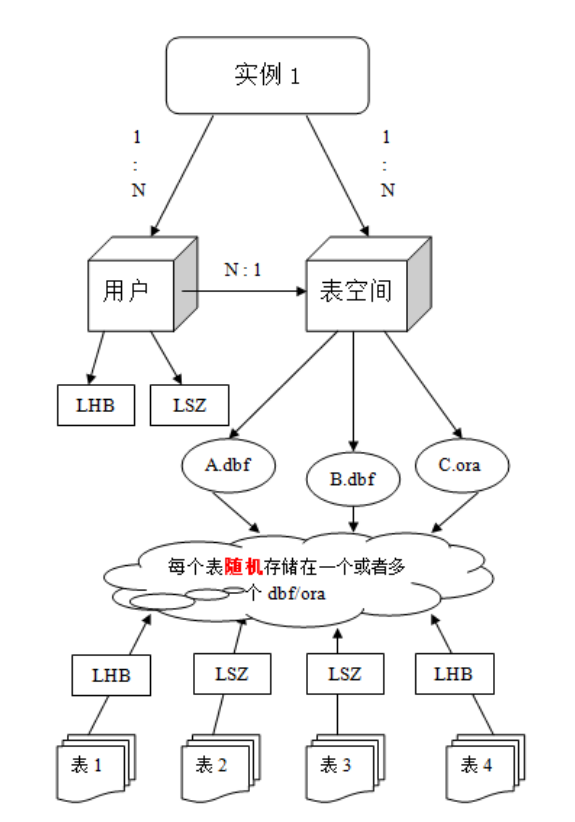 实例 1
1
:
N
1
:
N
N : 1
用户
表空间
LHB
LSZ
A.dbf
B.dbf
C.ora
每个表随机存储在一个或者多
个 dbf/ora
LHB
LSZ
LSZ
LHB
表 1
表 2
表 3
表 4